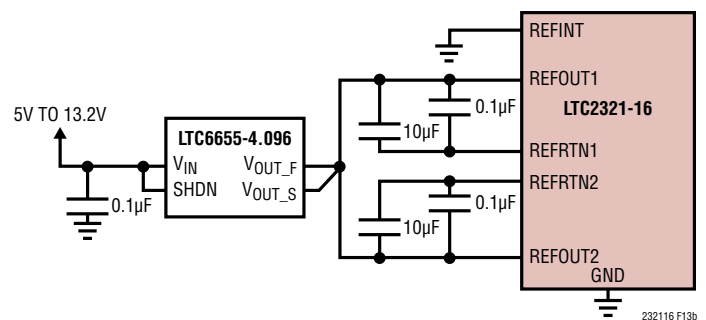 REFINT
REFOUT1
LTC2321-16
0.1µF
5V TO 13.2V
10µF
LTC6655-4.096
REFRTN1
VIN VOUT_F
REFRTN2
SHDN VOUT_S
0.1µF
0.1µF
10µF
REFOUT2
GND
232116 F13b